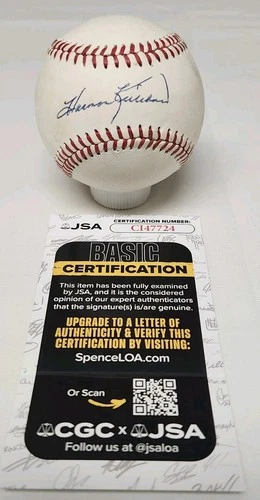 Harmon Killebrew
JSA
CERTIFICATION NUMBER:
CI47724
BASIC
CERTIFICATION
This item has been fully examined
by JSA, and it is the considered
opinion of our expert authenticators
that the signature(s) is/are genuine.
UPGRADE TO A LETTER OF
AUTHENTICITY & VERIFY THIS
CERTIFICATION BY VISITING:
SpenceLOA.com
Or Scan
CGC x JSA
Follow us at @jsaloa